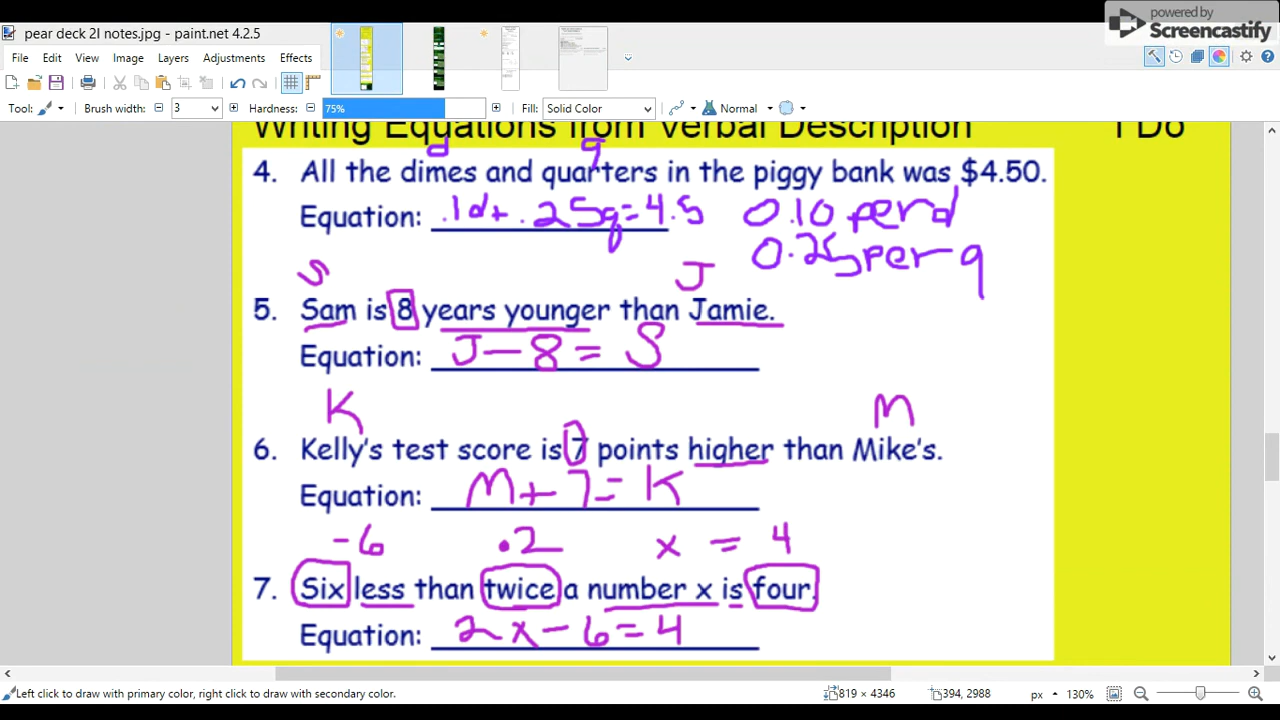 powered by
Screencastify
pear deck 2I notes.jpg - paint.net 4.2.5
File Edit View Image Layers Adjustments Effects
Tool: Brush width: 3 Hardness: 75% Fill: Solid Color Normal
Writing Equations from Verbal Description I Do
d q
4. All the dimes and quarters in the piggy bank was $4.50.
Equation: .1d+.25q=4.5 0.10 per d
0.25 per q
S J
5. Sam is 8 years younger than Jamie.
Equation: J-8=S
K M
6. Kelly's test score is 7 points higher than Mike's.
Equation: M+7=K
-6 ·2 x = 4
7. Six less than twice a number x is four.
Equation: 2x-6=4
Left click to draw with primary color, right click to draw with secondary color. 819 × 4346 394, 2988 px 130%